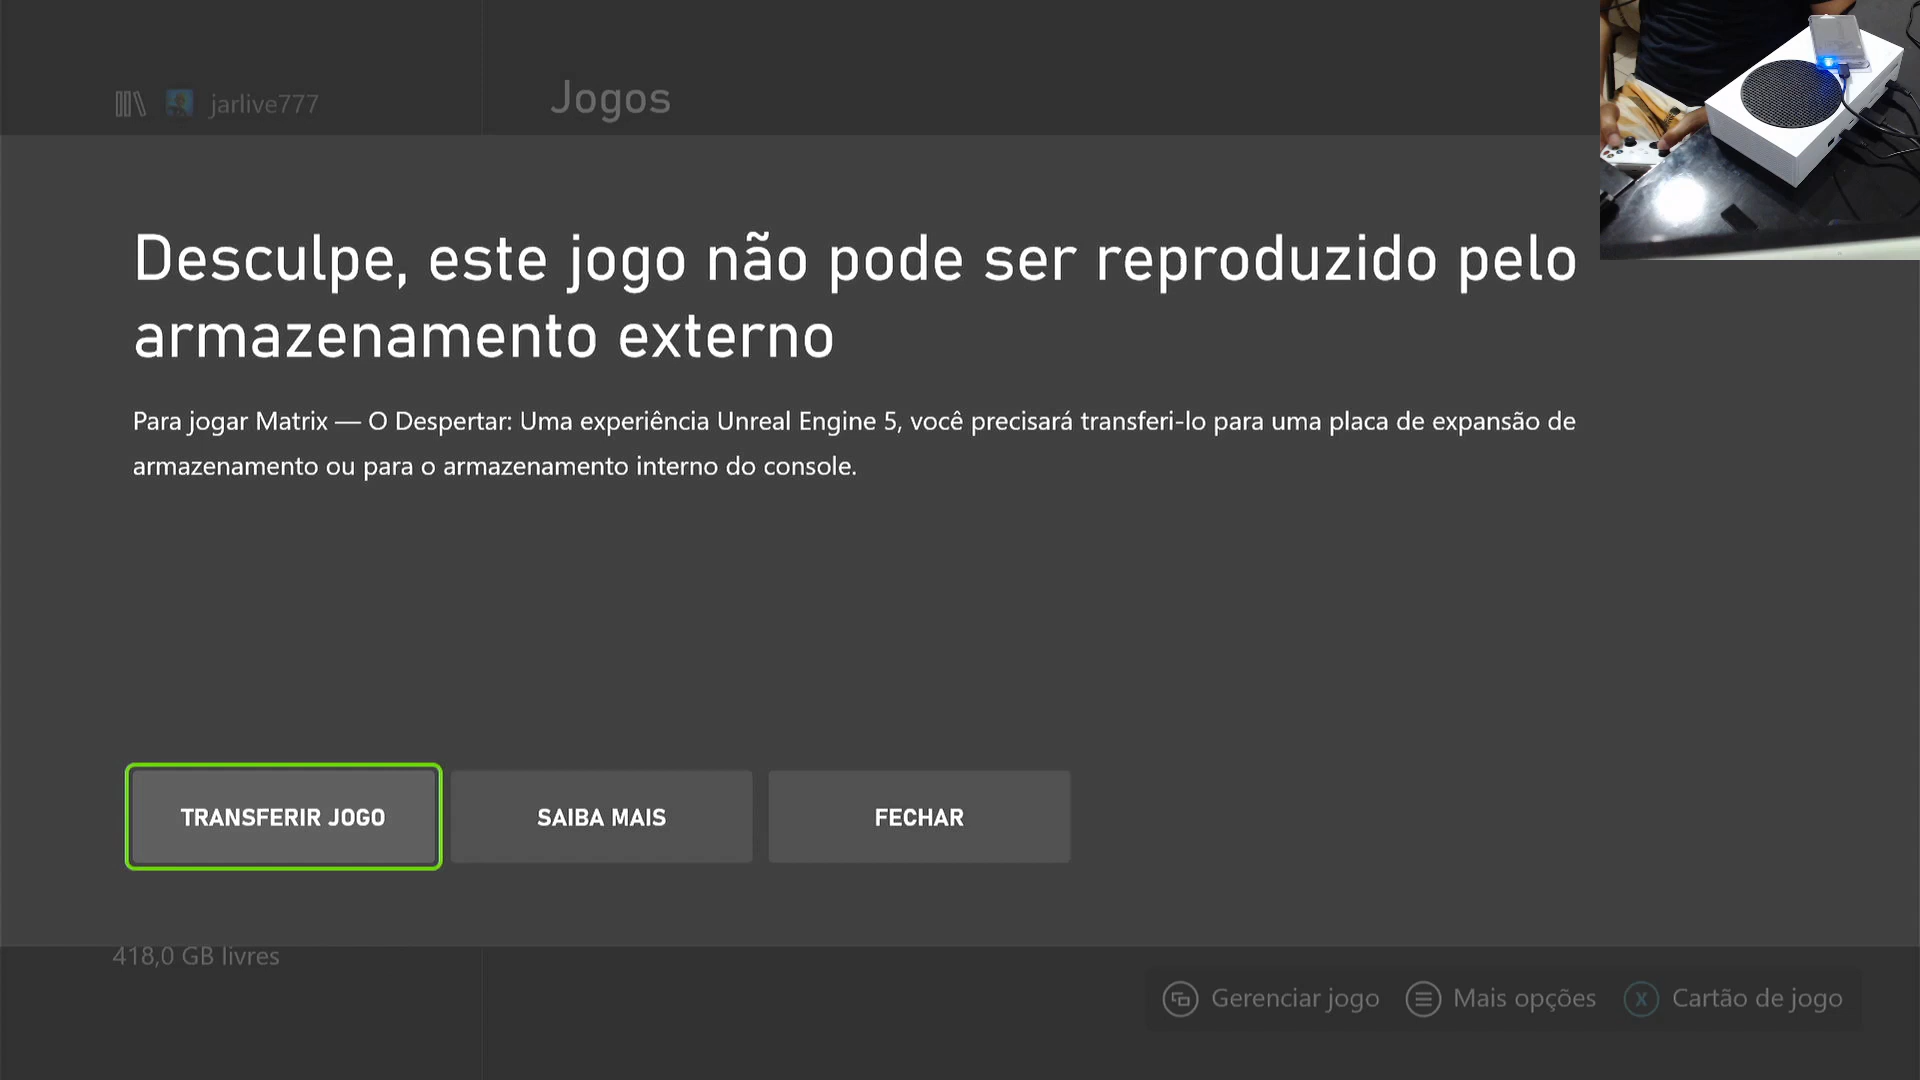 jarlive777
Jogos
Desculpe, este jogo não pode ser reproduzido pelo
armazenamento externo
Para jogar Matrix — O Despertar: Uma experiência Unreal Engine 5, você precisará transferi-lo para uma placa de expansão de
armazenamento ou para o armazenamento interno do console.
TRANSFERIR JOGO
SAIBA MAIS
FECHAR
418,0 GB livres
Gerenciar jogo
Mais opções
X Cartão de jogo